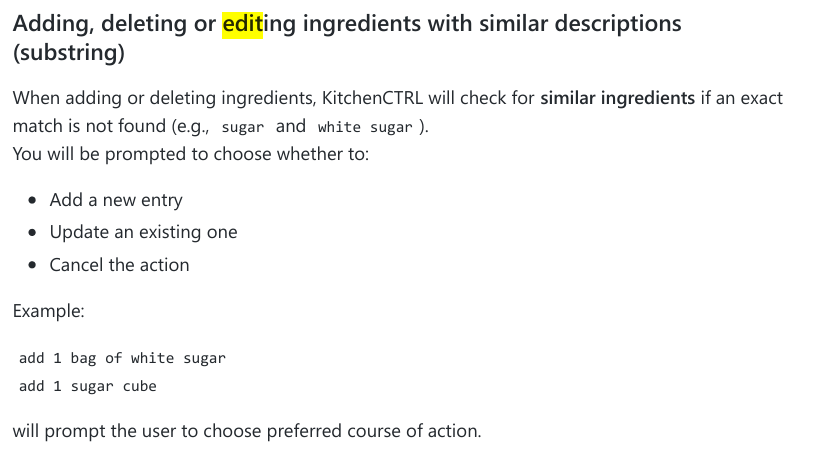 Adding, deleting or editing ingredients with similar descriptions
(substring)
When adding or deleting ingredients, KitchenCTRL will check for similar ingredients if an exact
match is not found (e.g., sugar and white sugar ).
You will be prompted to choose whether to:
• Add a new entry
• Update an existing one
• Cancel the action
Example:
add 1 bag of white sugar
add 1 sugar cube
will prompt the user to choose preferred course of action.